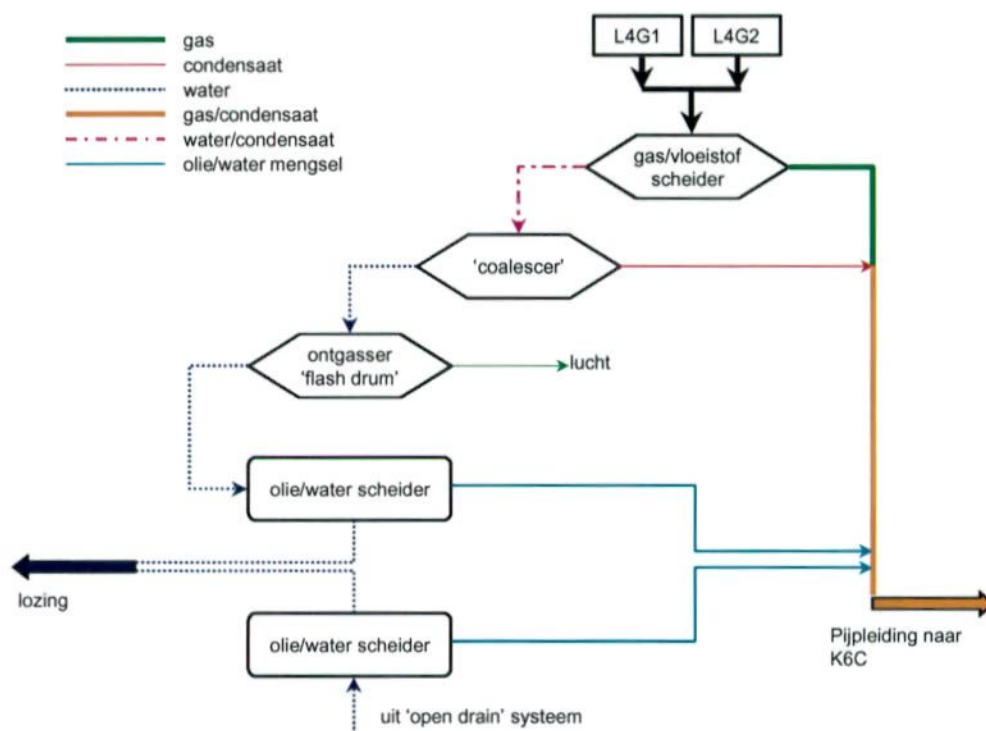 gas
condensaat
water
gas/condensaat
water/condensaat
olie/water mengsel
L4G1
L4G2
gas/vloeistof
scheider
‘coalescer’
ontgasser
‘flash drum’
lucht
olie/water scheider
lozing
olie/water scheider
Pijpleiding naar
K6C
uit ‘open drain’ systeem